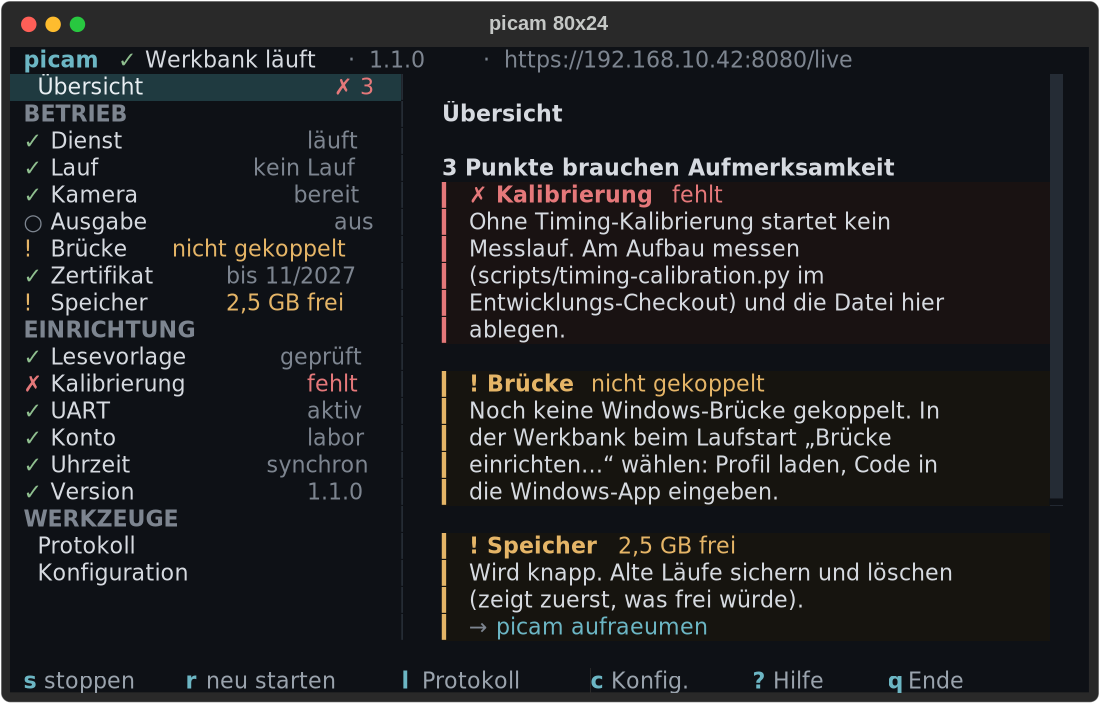 picam 80x24
picam ✓ Werkbank läuft · 1.1.0 · https://192.168.10.42:8080/live
Übersicht ✗ 3
BETRIEB
✓ Dienst läuft
✓ Lauf kein Lauf
✓ Kamera bereit
○ Ausgabe aus
! Brücke nicht gekoppelt
✓ Zertifikat bis 11/2027
! Speicher 2,5 GB frei
EINRICHTUNG
✓ Lesevorlage geprüft
✗ Kalibrierung fehlt
✓ UART aktiv
✓ Konto labor
✓ Uhrzeit synchron
✓ Version 1.1.0
WERKZEUGE
Protokoll
Konfiguration
Übersicht
3 Punkte brauchen Aufmerksamkeit
✗ Kalibrierung fehlt
Ohne Timing-Kalibrierung startet kein
Messlauf. Am Aufbau messen
(scripts/timing-calibration.py im
Entwicklungs-Checkout) und die Datei hier
ablegen.
! Brücke nicht gekoppelt
Noch keine Windows-Brücke gekoppelt. In
der Werkbank beim Laufstart „Brücke
einrichten…“ wählen: Profil laden, Code in
die Windows-App eingeben.
! Speicher 2,5 GB frei
Wird knapp. Alte Läufe sichern und löschen
(zeigt zuerst, was frei würde).
→ picam aufraeumen
s stoppen r neu starten l Protokoll c Konfig. ? Hilfe q Ende